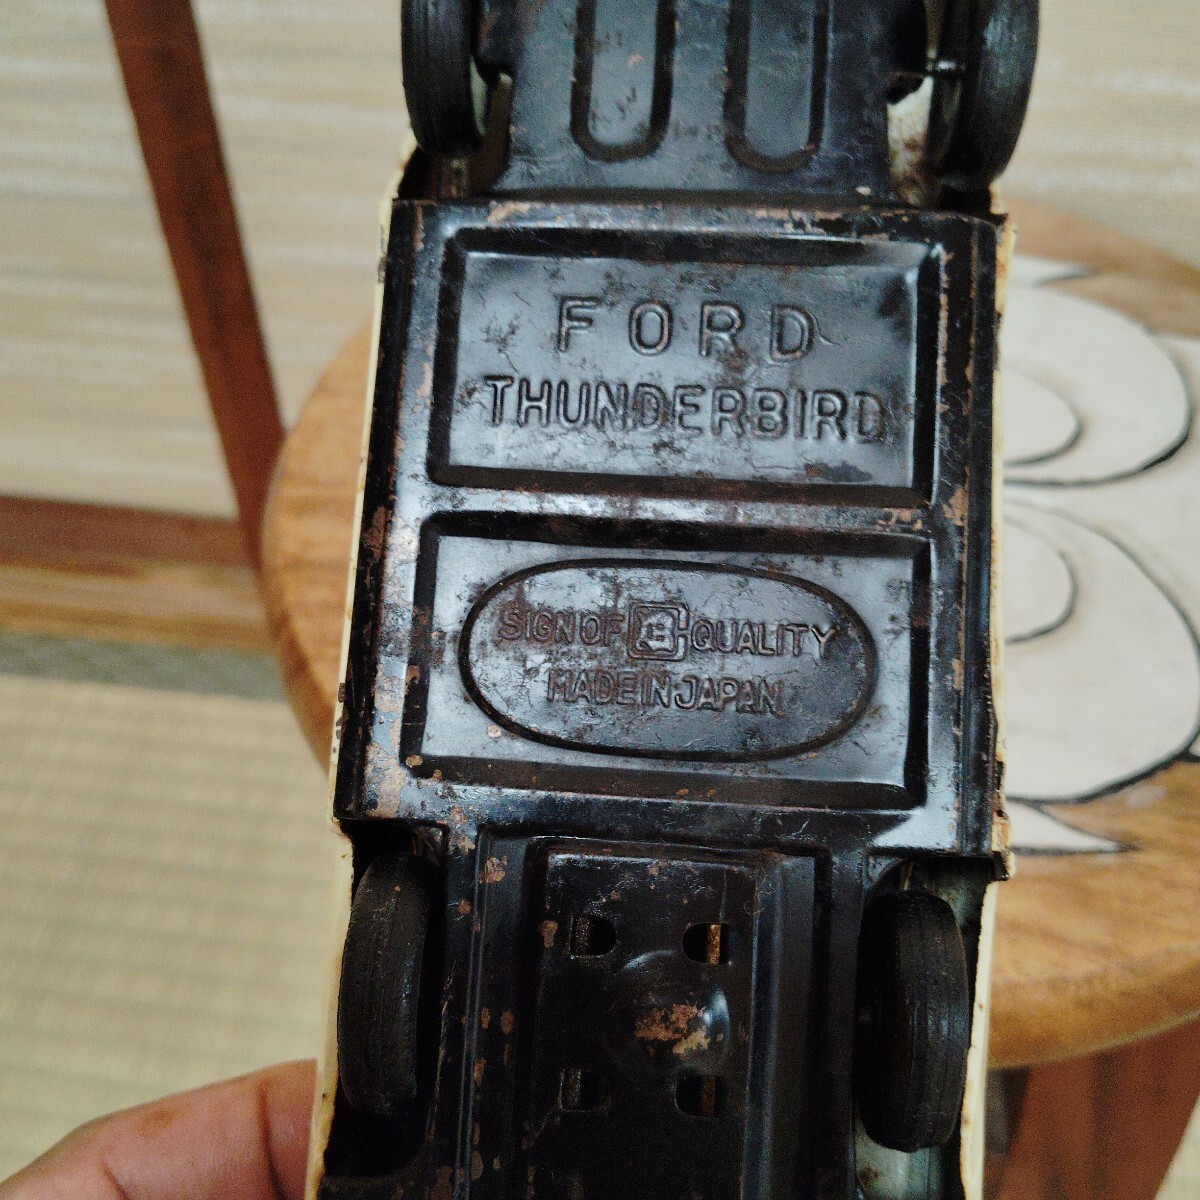 FORD
THUNDERBIRD
SIGN OF B QUALITY
MADE IN JAPAN